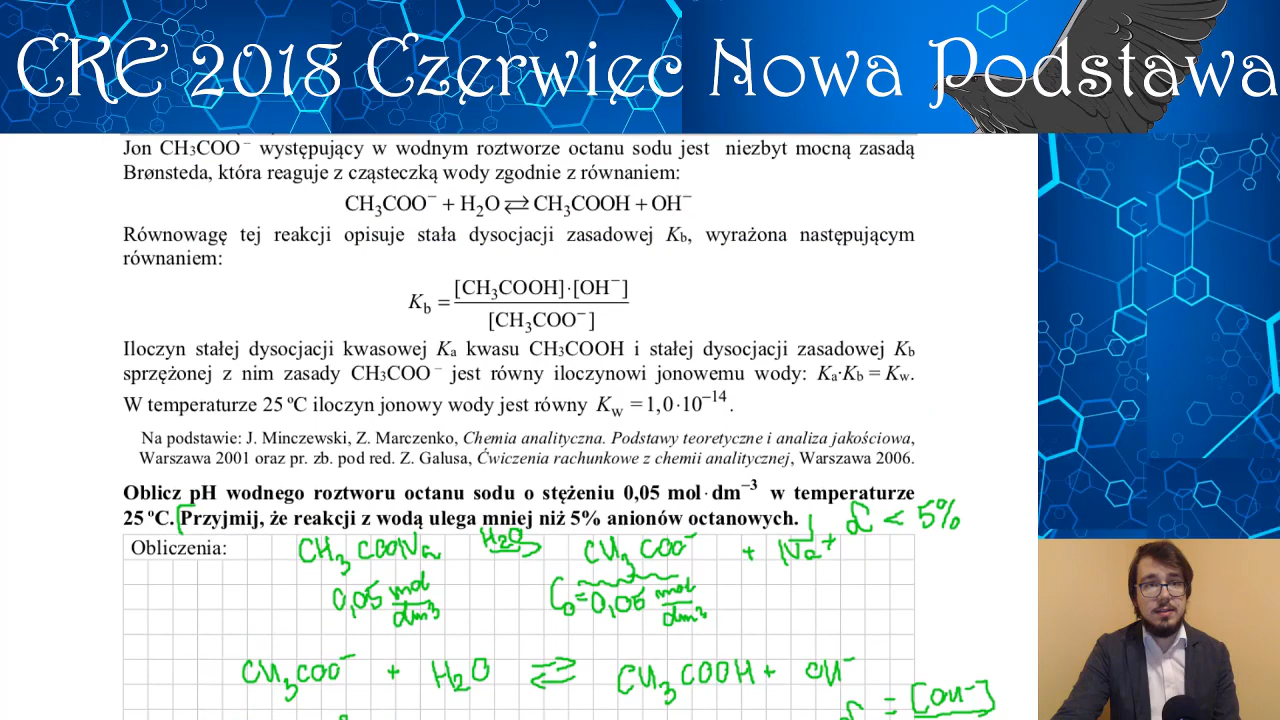 CKE 2018 Czerwięc Nowa Podstawa
Jon CH₃COO⁻ występujący w wodnym roztworze octanu sodu jest niezbyt mocną zasadą
Brønsteda, która reaguje z cząsteczką wody zgodnie z równaniem:
CH₃COO⁻ + H₂O ⇄ CH₃COOH + OH⁻
Równowagę tej reakcji opisuje stała dysocjacji zasadowej Kb, wyrażona następującym
równaniem:
Kb = [CH₃COOH]·[OH⁻] / [CH₃COO⁻]
Iloczyn stałej dysocjacji kwasowej Ka kwasu CH₃COOH i stałej dysocjacji zasadowej Kb
sprzężonej z nim zasady CH₃COO⁻ jest równy iloczynowi jonowemu wody: Ka·Kb = Kw.
W temperaturze 25 ºC iloczyn jonowy wody jest równy Kw = 1,0·10⁻¹⁴.
Na podstawie: J. Minczewski, Z. Marczenko, Chemia analityczna. Podstawy teoretyczne i analiza jakościowa,
Warszawa 2001 oraz pr. zb. pod red. Z. Galusa, Ćwiczenia rachunkowe z chemii analitycznej, Warszawa 2006.
Oblicz pH wodnego roztworu octanu sodu o stężeniu 0,05 mol·dm⁻³ w temperaturze
25 ºC. Przyjmij, że reakcji z wodą ulega mniej niż 5% anionów octanowych. α < 5%
Obliczenia: CH₃COONa H₂O CH₃COO⁻ + Na⁺
0,05 mol/dm³ C₀=0,05 mol/dm³
CH₃COO⁻ + H₂O ⇄ CH₃COOH + OH⁻
= [OH⁻]